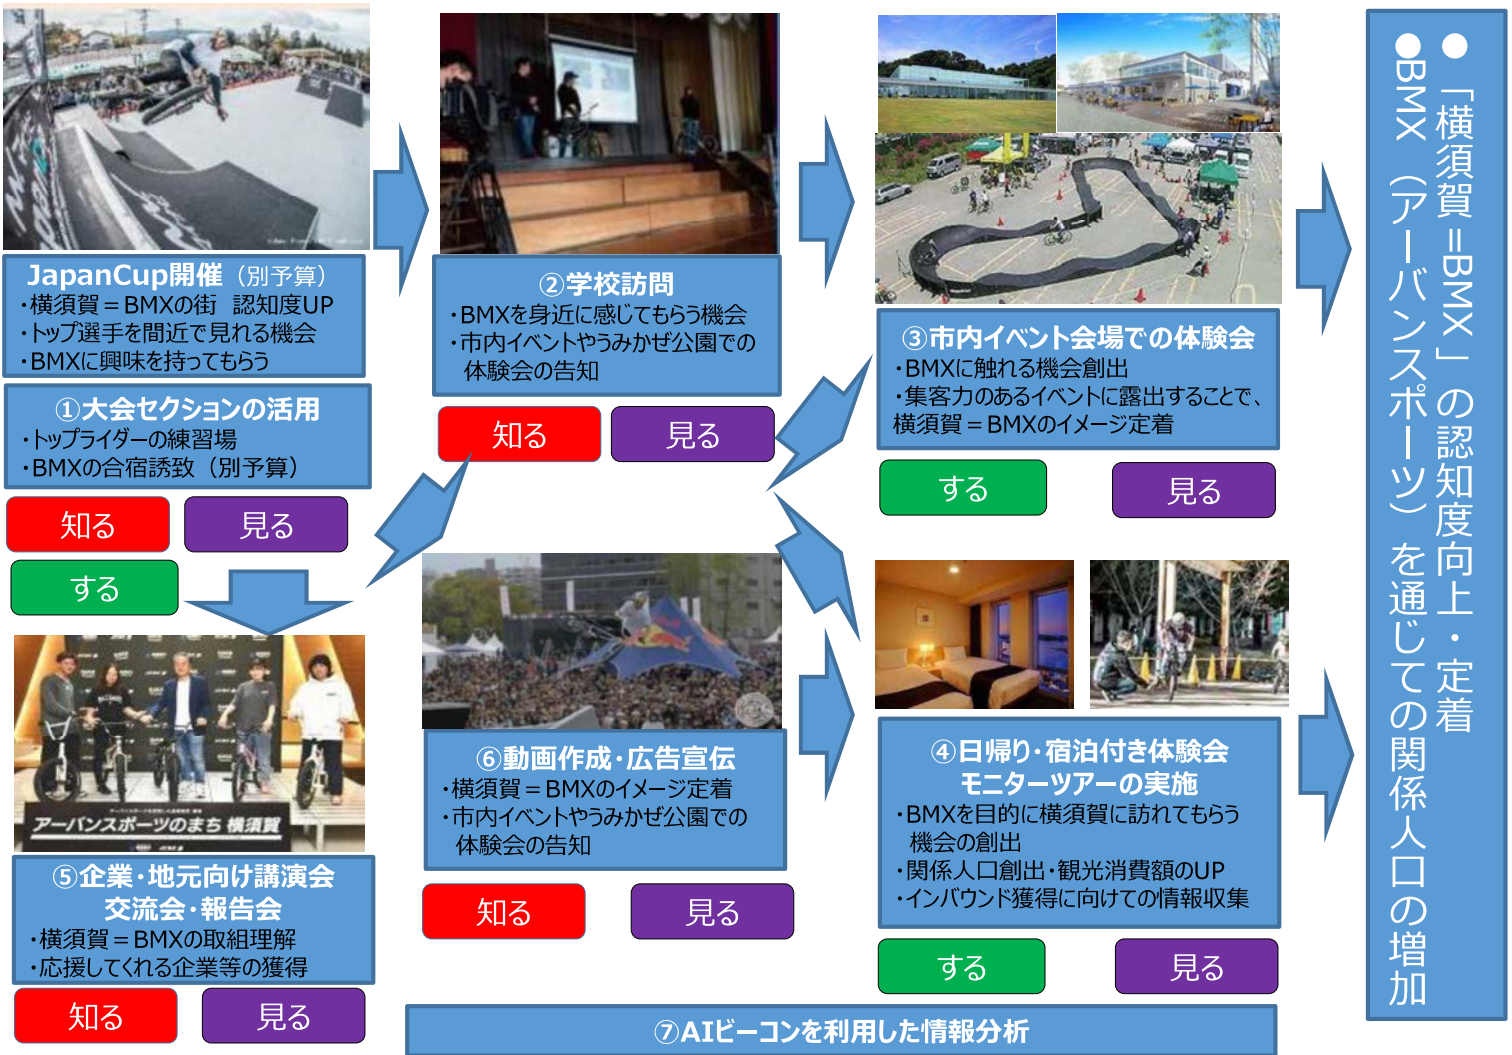 JapanCup開催（別予算）
・横須賀＝BMXの街　認知度UP
・トップ選手を間近で見れる機会
・BMXに興味を持ってもらう
①大会セクションの活用
・トップライダーの練習場
・BMXの合宿誘致（別予算）
知る
見る
する
②学校訪問
・BMXを身近に感じてもらう機会
・市内イベントやうみかぜ公園での
体験会の告知
知る
見る
③市内イベント会場での体験会
・BMXに触れる機会創出
・集客力のあるイベントに露出することで、
横須賀＝BMXのイメージ定着
する
見る
④日帰り・宿泊付き体験会
モニターツアーの実施
・BMXを目的に横須賀に訪れてもらう
機会の創出
・関係人口創出・観光消費額のUP
・インバウンド獲得に向けての情報収集
する
見る
アーバンスポーツのまち 横須賀
⑤企業・地元向け講演会
交流会・報告会
・横須賀＝BMXの取組理解
・応援してくれる企業等の獲得
知る
見る
Red Bull
⑥動画作成・広告宣伝
・横須賀＝BMXのイメージ定着
・市内イベントやうみかぜ公園での
体験会の告知
知る
見る
⑦AIビーコンを利用した情報分析
●「横須賀＝BMX」の認知度向上・定着
●BMX（アーバンスポーツ）を通じての関係人口の増加